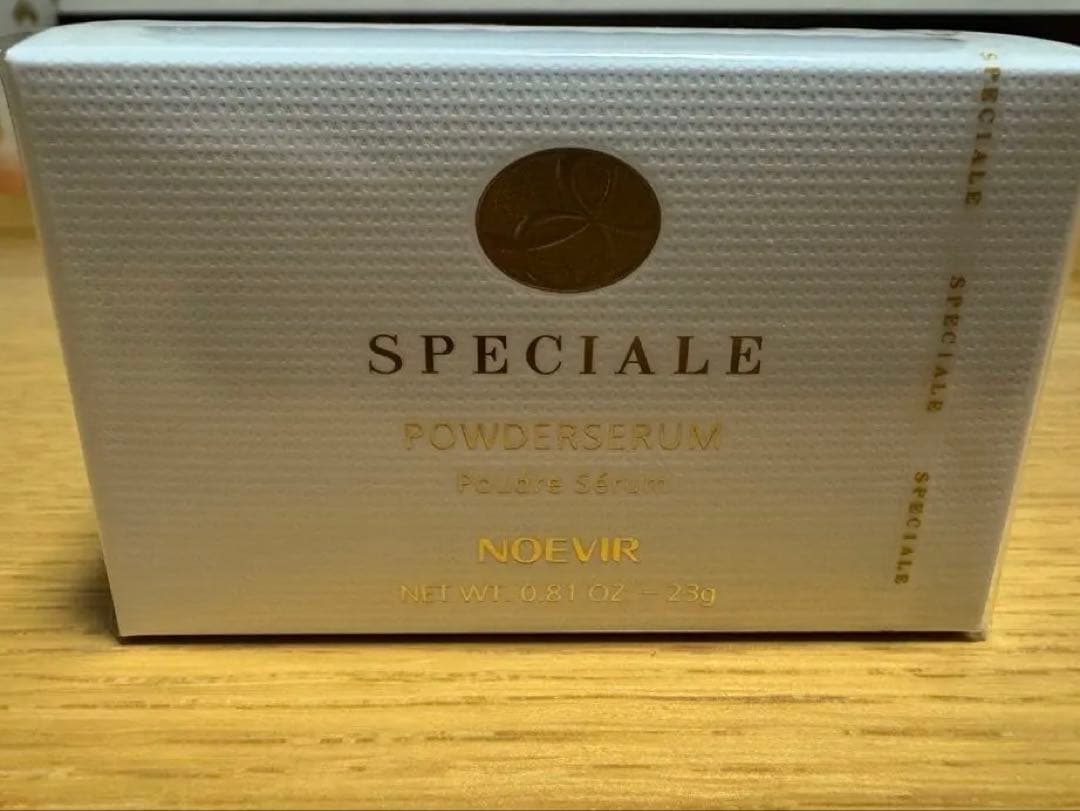 SPECIALE
POWDERSERUM
Poudre Sérum
NOEVIR
NET WT. 0.81 OZ – 23g
SPECIALE
SPECIALE
SPECIALE